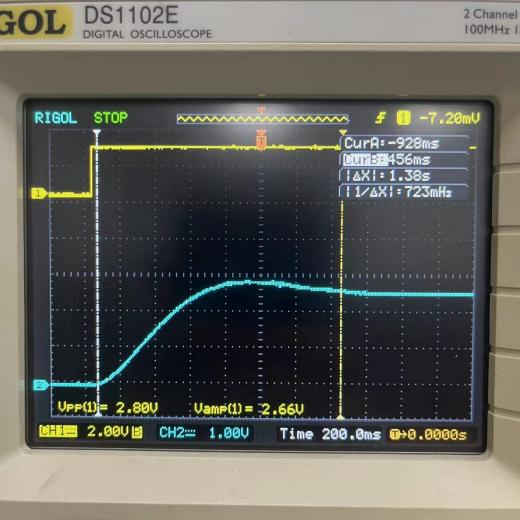 GOL DS1102E
DIGITAL OSCILLOSCOPE
2 Channel
100MHz 1
RIGOL STOP
T
1 -7.20mV
CurA:-928ms
CurB:456ms
|ΔX|:1.38s
|1/ΔX|:723mHz
1
2
Vpp(1)= 2.80V Vamp(1)= 2.66V
CH1 2.00V B CH2 1.00V Time 200.0ms T→0.0000s